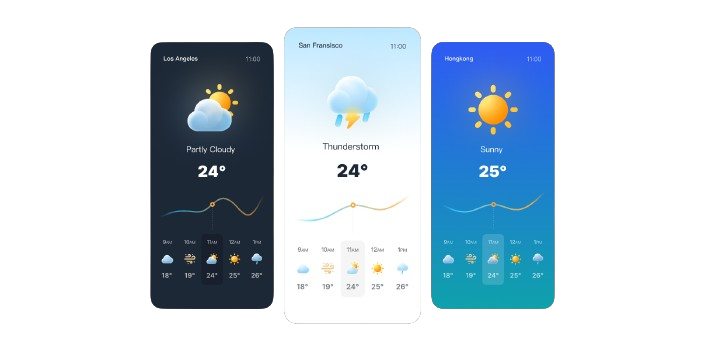 Los Angeles 11:00
Partly Cloudy
24°
9AM 10AM 11AM 12AM 1PM
18° 19° 24° 25° 26°
San Fransisco 11:00
Thunderstorm
24°
9AM 10AM 11AM 12AM 1PM
18° 19° 24° 25° 26°
Hongkong 11:00
Sunny
25°
9AM 10AM 11AM 12AM 1PM
18° 19° 24° 25° 26°